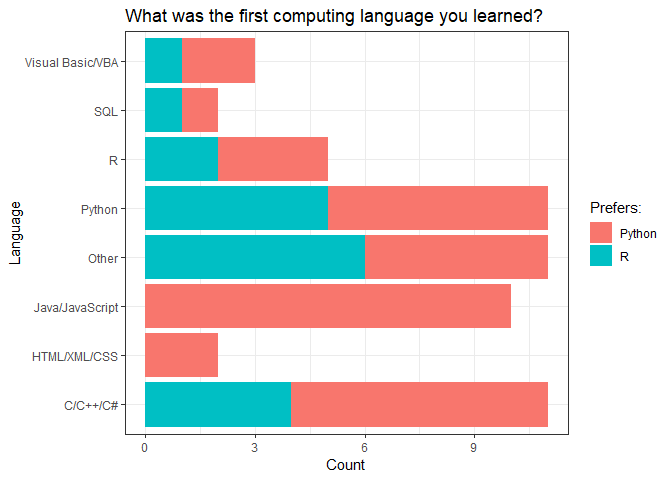 What was the first computing language you learned?
Visual Basic/VBA
SQL
R
Python
Other
Java/JavaScript
HTML/XML/CSS
C/C++/C#
Language
0 3 6 9
Count
Prefers:
Python
R